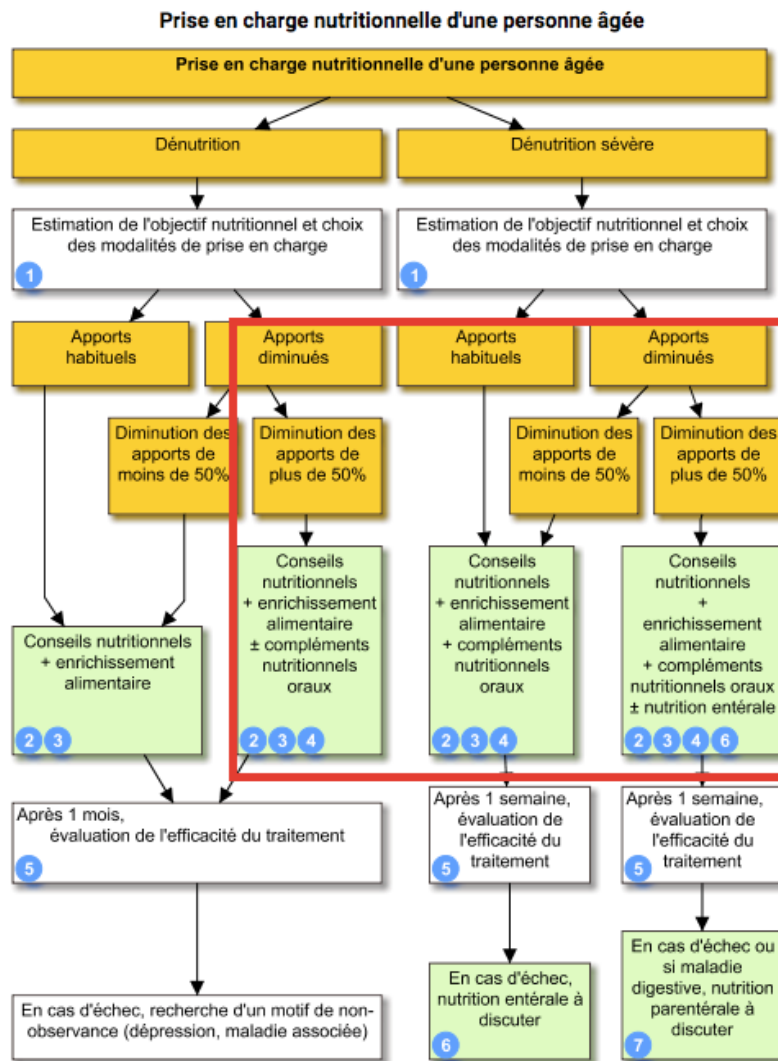 Prise en charge nutritionnelle d'une personne âgée
Prise en charge nutritionnelle d'une personne âgée
Dénutrition
Dénutrition sévère
Estimation de l'objectif nutritionnel et choix
des modalités de prise en charge
1
Estimation de l'objectif nutritionnel et choix
des modalités de prise en charge
1
Apports
habituels
Apports
diminués
Apports
habituels
Apports
diminués
Diminution des
apports de
moins de 50%
Diminution des
apports de
plus de 50%
Diminution des
apports de
moins de 50%
Diminution des
apports de
plus de 50%
Conseils nutritionnels
+ enrichissement
alimentaire
2 3
Conseils
nutritionnels
+ enrichissement
alimentaire
± compléments
nutritionnels
oraux
2 3 4
Conseils
nutritionnels
+ enrichissement
alimentaire
+ compléments
nutritionnels
oraux
2 3 4
Conseils
nutritionnels
+
enrichissement
alimentaire
+ compléments
nutritionnels oraux
± nutrition entérale
2 3 4 6
Après 1 mois,
évaluation de l'efficacité du traitement
5
Après 1 semaine,
évaluation de
l'efficacité du
traitement
5
Après 1 semaine,
évaluation de
l'efficacité du
traitement
5
En cas d'échec, recherche d'un motif de non-
observance (dépression, maladie associée)
En cas d'échec,
nutrition entérale à
discuter
6
En cas d'échec ou
si maladie
digestive, nutrition
parentérale à
discuter
7